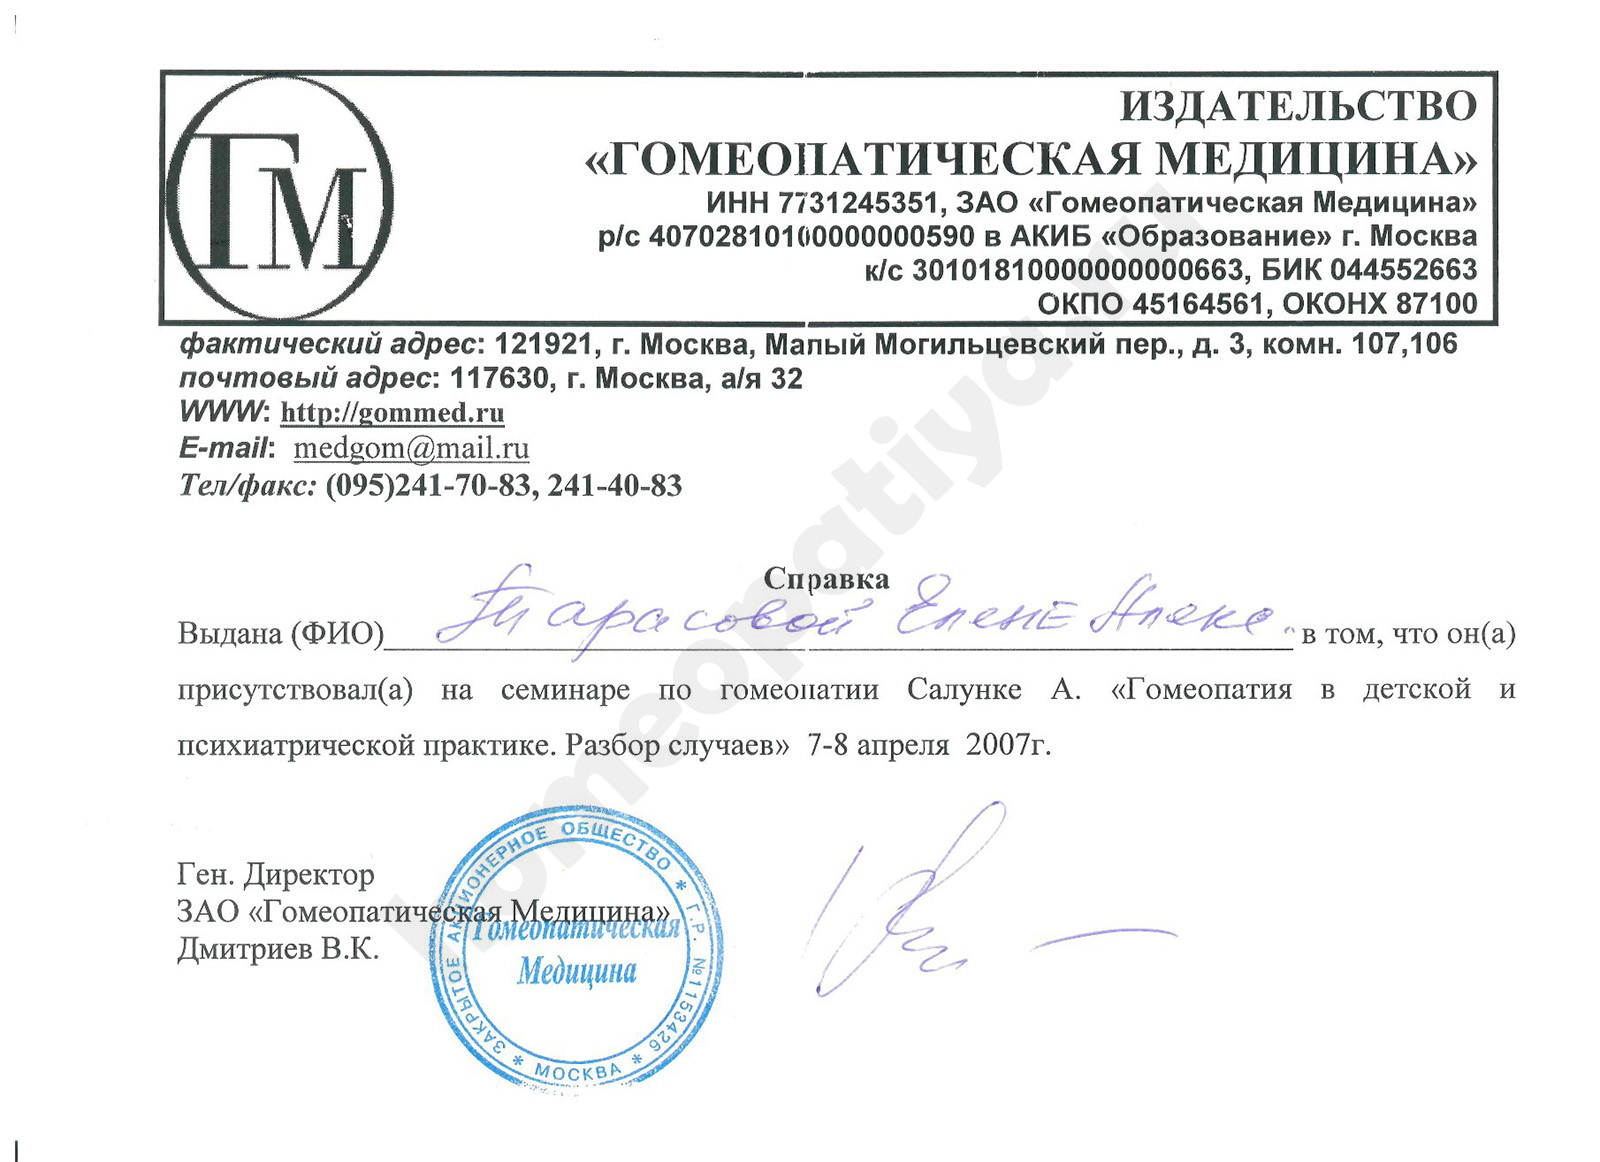 ГМ
ИЗДАТЕЛЬСТВО
«ГОМЕОПАТИЧЕСКАЯ МЕДИЦИНА»
ИНН 7731245351, ЗАО «Гомеопатическая Медицина»
р/с 40702810100000000590 в АКИБ «Образование» г. Москва
к/с 30101810000000000663, БИК 044552663
ОКПО 45164561, ОКОНХ 87100
фактический адрес: 121921, г. Москва, Малый Могильцевский пер., д. 3, комн. 107,106
почтовый адрес: 117630, г. Москва, а/я 32
WWW: http://gommed.ru
E-mail: medgom@mail.ru
Тел/факс: (095)241-70-83, 241-40-83
Справка
Выдана (ФИО) Тарасовой Елене Алекс. в том, что он(а)
присутствовал(а) на семинаре по гомеопатии Салунке А. «Гомеопатия в детской и
психиатрической практике. Разбор случаев» 7-8 апреля 2007г.
Ген. Директор
ЗАО «Гомеопатическая Медицина»
Дмитриев В.К.
ЗАКРЫТОЕ АКЦИОНЕРНОЕ ОБЩЕСТВО * Г.Р. №1153426 * МОСКВА *
Гомеопатическая
Медицина
homeopatiya.ru